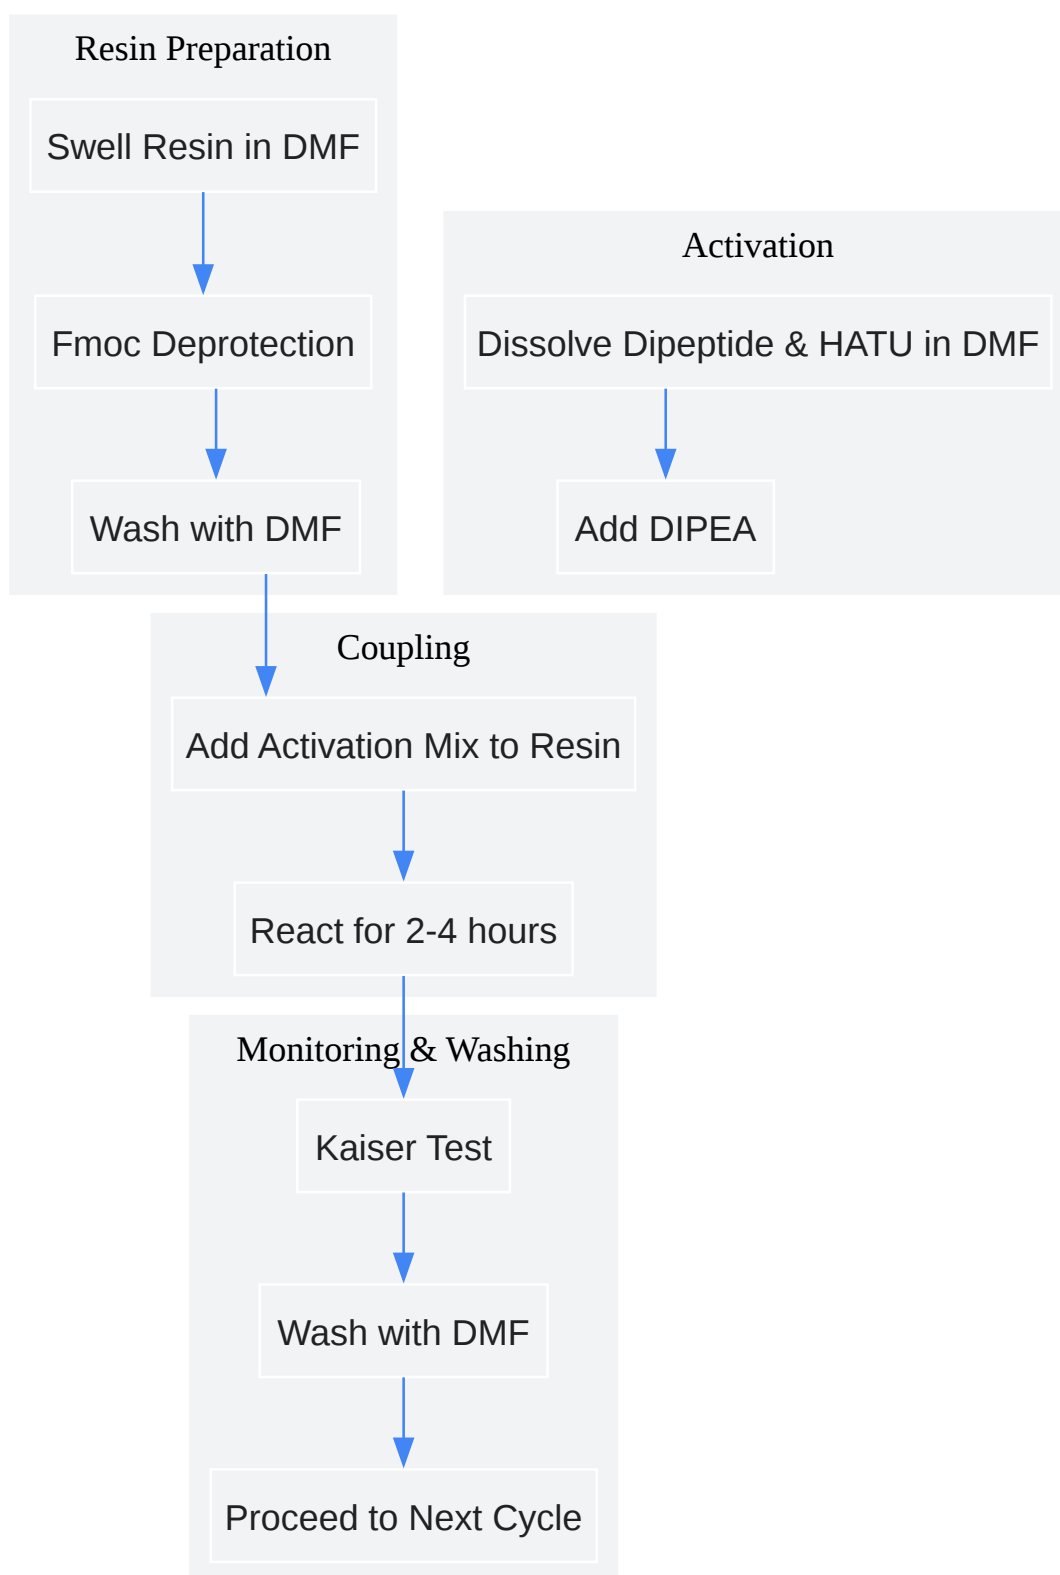 Resin Preparation
Swell Resin in DMF
Fmoc Deprotection
Wash with DMF
Activation
Dissolve Dipeptide & HATU in DMF
Add DIPEA
Coupling
Add Activation Mix to Resin
React for 2-4 hours
Monitoring & Washing
Kaiser Test
Wash with DMF
Proceed to Next Cycle